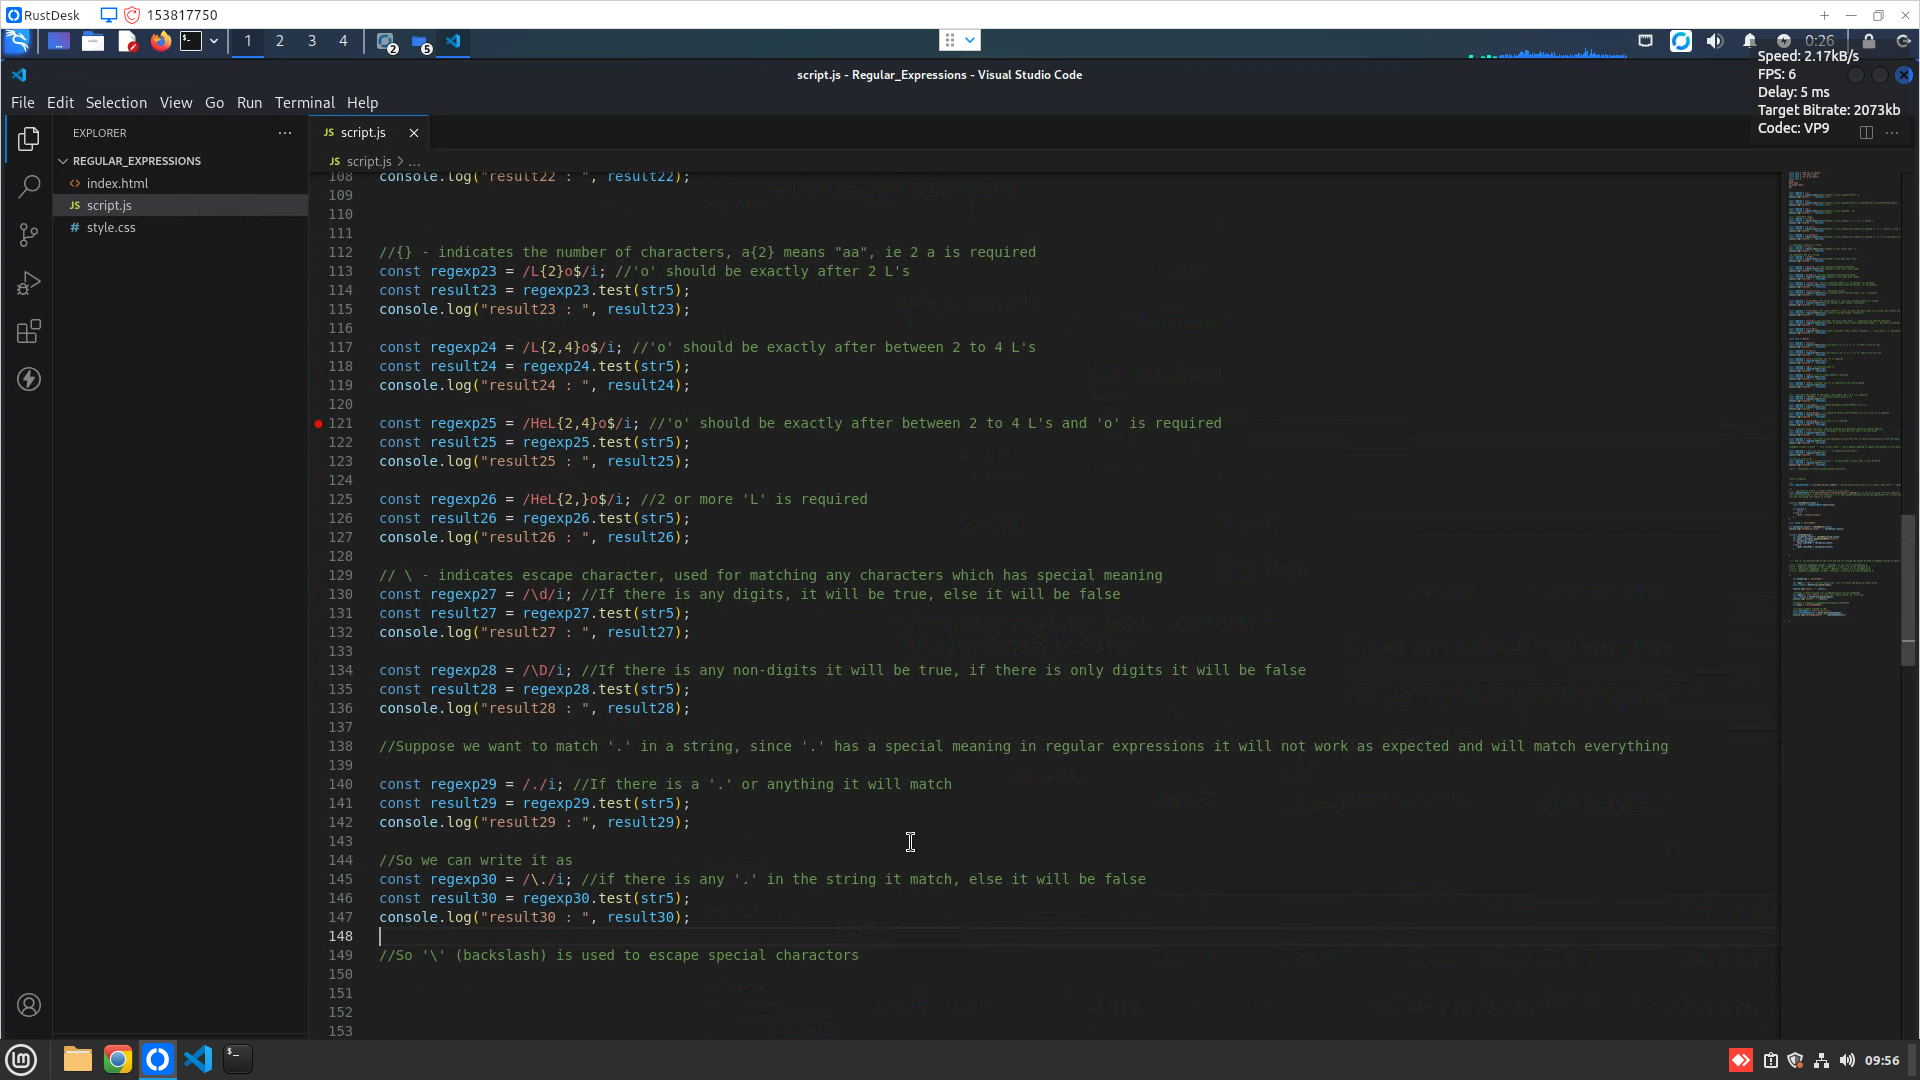 RustDesk 153817750
1 2 3 4 2 5 0:26
script.js - Regular_Expressions - Visual Studio Code
Speed: 2.17kB/s
FPS: 6
Delay: 5 ms
Target Bitrate: 2073kb
Codec: VP9
File Edit Selection View Go Run Terminal Help
EXPLORER
REGULAR_EXPRESSIONS
index.html
script.js
style.css
JS script.js
JS script.js > ...
108 console.log("result22 : ", result22);
109
110
111
112 //{} - indicates the number of characters, a{2} means "aa", ie 2 a is required
113 const regexp23 = /L{2}o$/i; //'o' should be exactly after 2 L's
114 const result23 = regexp23.test(str5);
115 console.log("result23 : ", result23);
116
117 const regexp24 = /L{2,4}o$/i; //'o' should be exactly after between 2 to 4 L's
118 const result24 = regexp24.test(str5);
119 console.log("result24 : ", result24);
120
121 const regexp25 = /HeL{2,4}o$/i; //'o' should be exactly after between 2 to 4 L's and 'o' is required
122 const result25 = regexp25.test(str5);
123 console.log("result25 : ", result25);
124
125 const regexp26 = /HeL{2,}o$/i; //2 or more 'L' is required
126 const result26 = regexp26.test(str5);
127 console.log("result26 : ", result26);
128
129 // \ - indicates escape character, used for matching any characters which has special meaning
130 const regexp27 = /\d/i; //If there is any digits, it will be true, else it will be false
131 const result27 = regexp27.test(str5);
132 console.log("result27 : ", result27);
133
134 const regexp28 = /\D/i; //If there is any non-digits it will be true, if there is only digits it will be false
135 const result28 = regexp28.test(str5);
136 console.log("result28 : ", result28);
137
138 //Suppose we want to match '.' in a string, since '.' has a special meaning in regular expressions it will not work as expected and will match everything
139
140 const regexp29 = /./i; //If there is a '.' or anything it will match
141 const result29 = regexp29.test(str5);
142 console.log("result29 : ", result29);
143
144 //So we can write it as
145 const regexp30 = /\./i; //if there is any '.' in the string it match, else it will be false
146 const result30 = regexp30.test(str5);
147 console.log("result30 : ", result30);
148
149 //So '\' (backslash) is used to escape special charactors
150
151
152
153
09:56